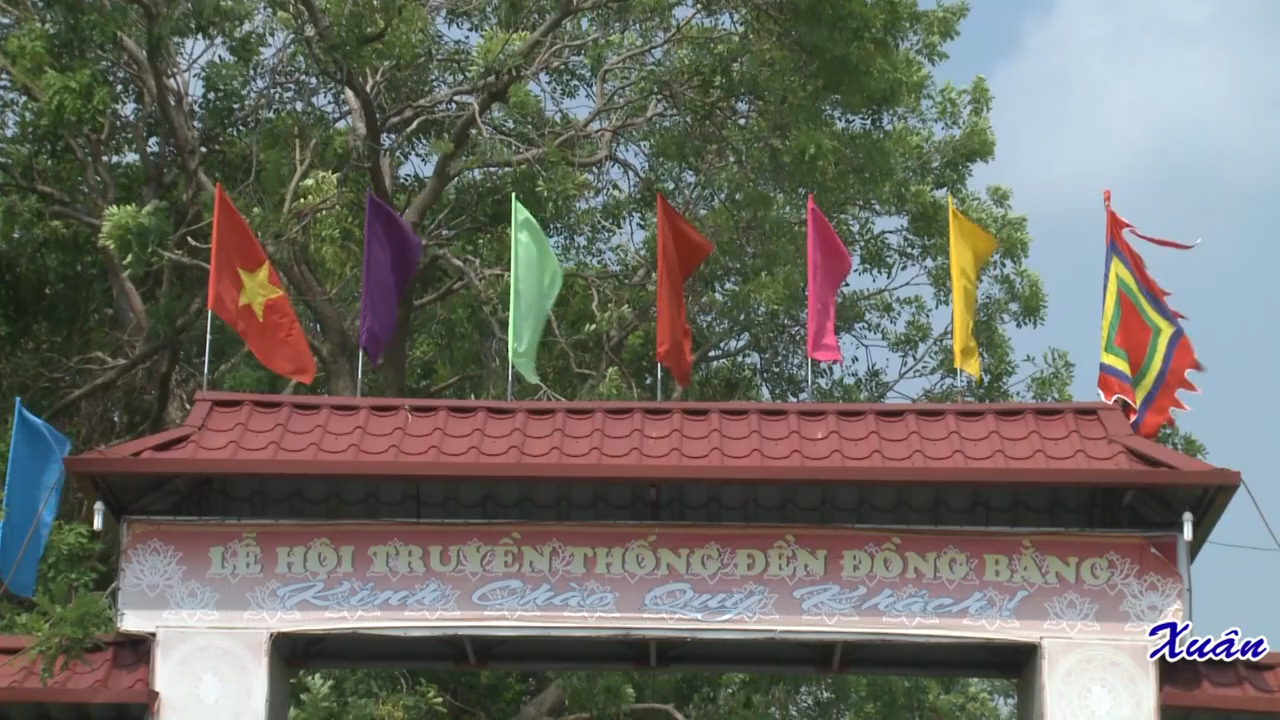 LỄ HỘI TRUYỀN THỐNG ĐỀN ĐỒNG BẰNG
Kính Chào Quý Khách!
Xuân